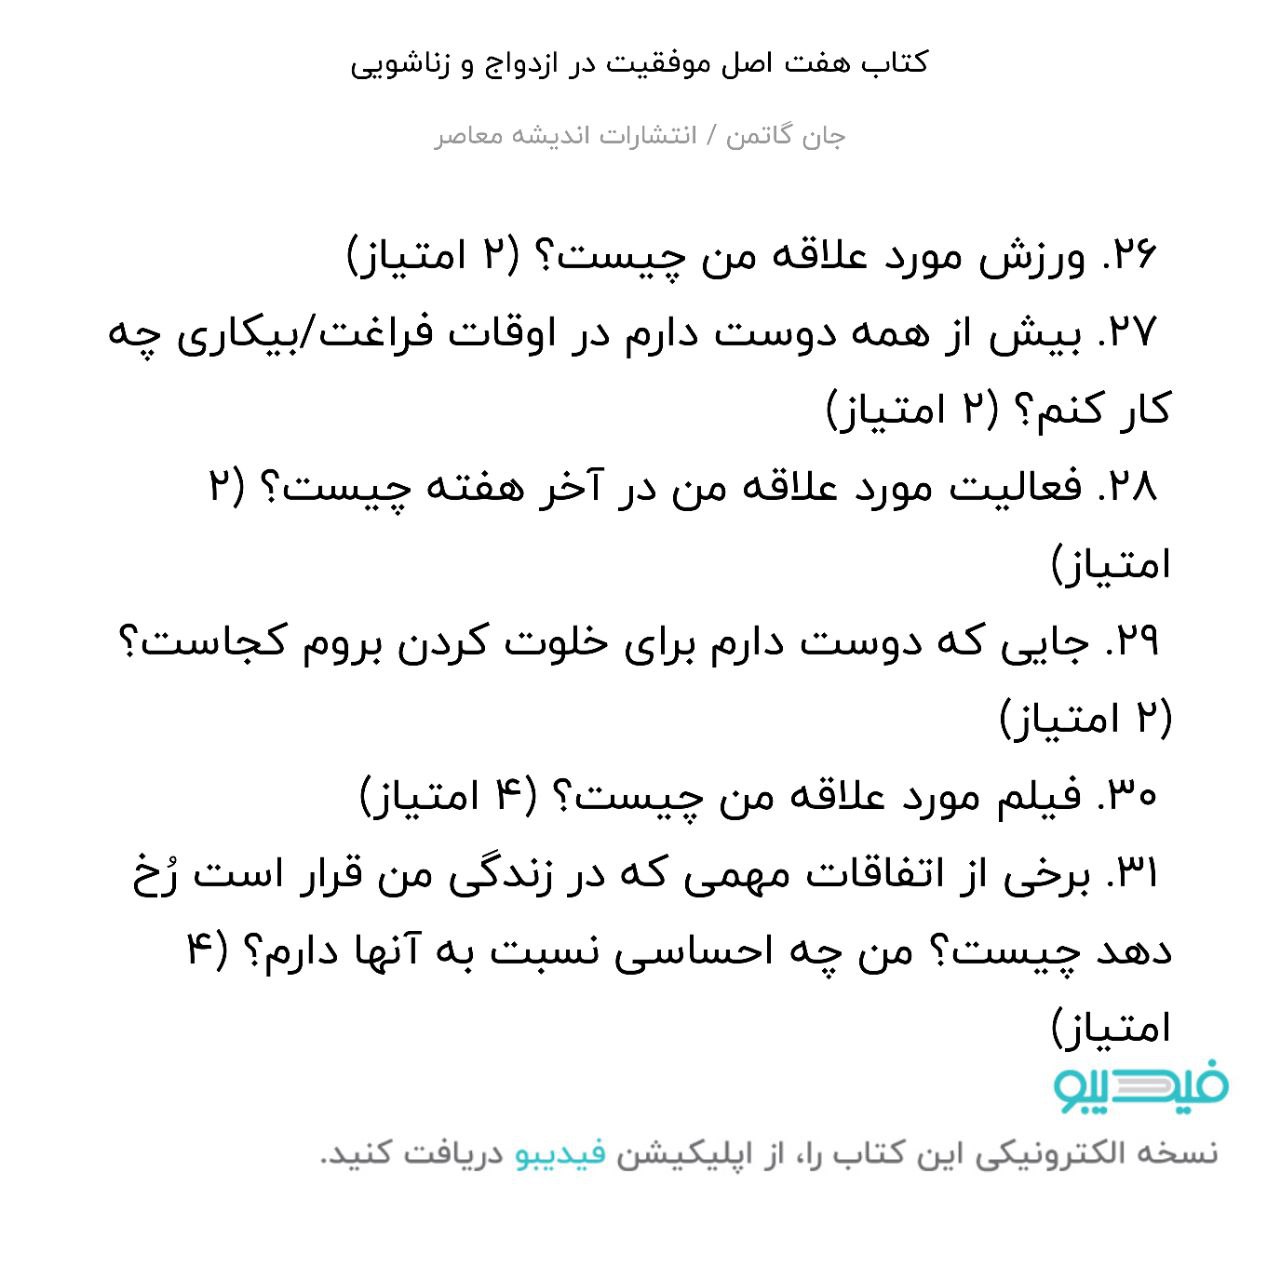 کتاب هفت اصل موفقیت در ازدواج و زناشویی
جان گاتمن / انتشارات اندیشه معاصر
۲۶. ورزش مورد علاقه من چیست؟ (۲ امتیاز)
۲۷. بیش از همه دوست دارم در اوقات فراغت/بیکاری چه
کار کنم؟ (۲ امتیاز)
۲۸. فعالیت مورد علاقه من در آخر هفته چیست؟ (۲
امتیاز)
۲۹. جایی که دوست دارم برای خلوت کردن بروم کجاست؟
(۲ امتیاز)
۳۰. فیلم مورد علاقه من چیست؟ (۴ امتیاز)
۳۱. برخی از اتفاقات مهمی که در زندگی من قرار است رُخ
دهد چیست؟ من چه احساسی نسبت به آنها دارم؟ (۴
امتیاز)
فیدیبو
نسخه الکترونیکی این کتاب را، از اپلیکیشن فیدیبو دریافت کنید.